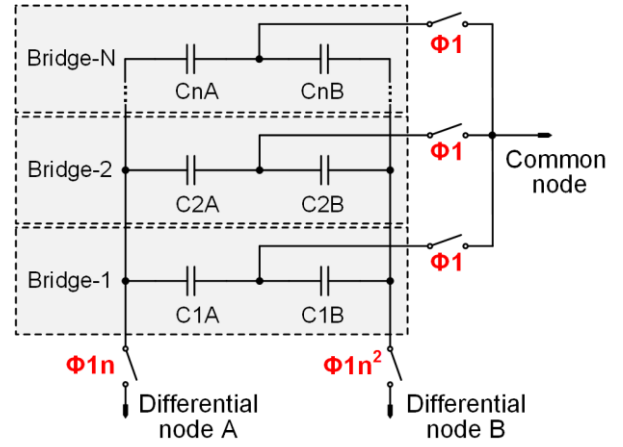 Φ1
Bridge-N
CnA
CnB
Φ1
Bridge-2
Common
node
C2A
C2B
Φ1
Bridge-1
C1A
C1B
Φ1n
Φ1n²
Differential
node A
Differential
node B